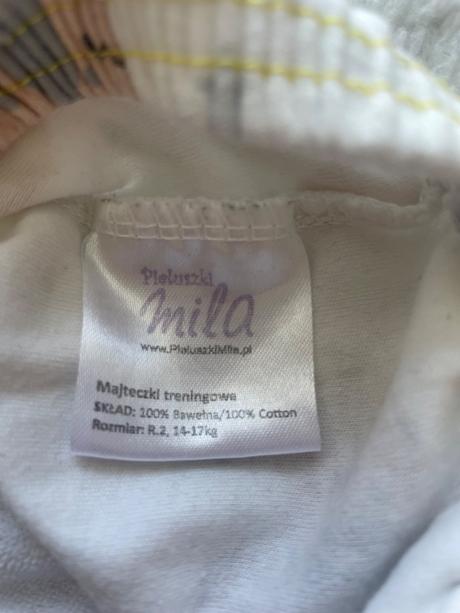 Pieluszki
mila
www.PieluszkiMila.pl
Majteczki treningowe
SKŁAD: 100% Bawełna/100% Cotton
Rozmiar: R.2, 14-17kg